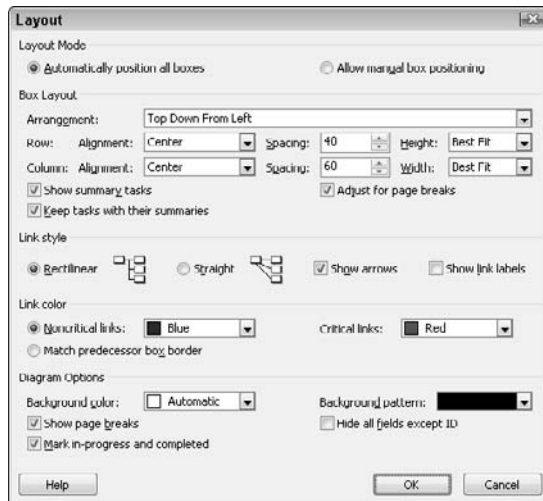 Layout
Layout Mode
Automatically position all boxes Allow manual box positioning
Box Layout
Arrangement: Top Down From Left
Row: Alignment: Center Spacing: 40 Height: Best Fit
Column: Alignment: Center Spacing: 60 Width: Best Fit
Show summary tasks Adjust for page breaks
Keep tasks with their summaries
Link style
Rectilinear Straight Show arrows Show link labels
Link color
Noncritical links: Blue Critical links: Red
Match predecessor box border
Diagram Options
Background color: Automatic Background pattern:
Show page breaks Hide all fields except ID
Mark in-progress and completed
Help OK Cancel